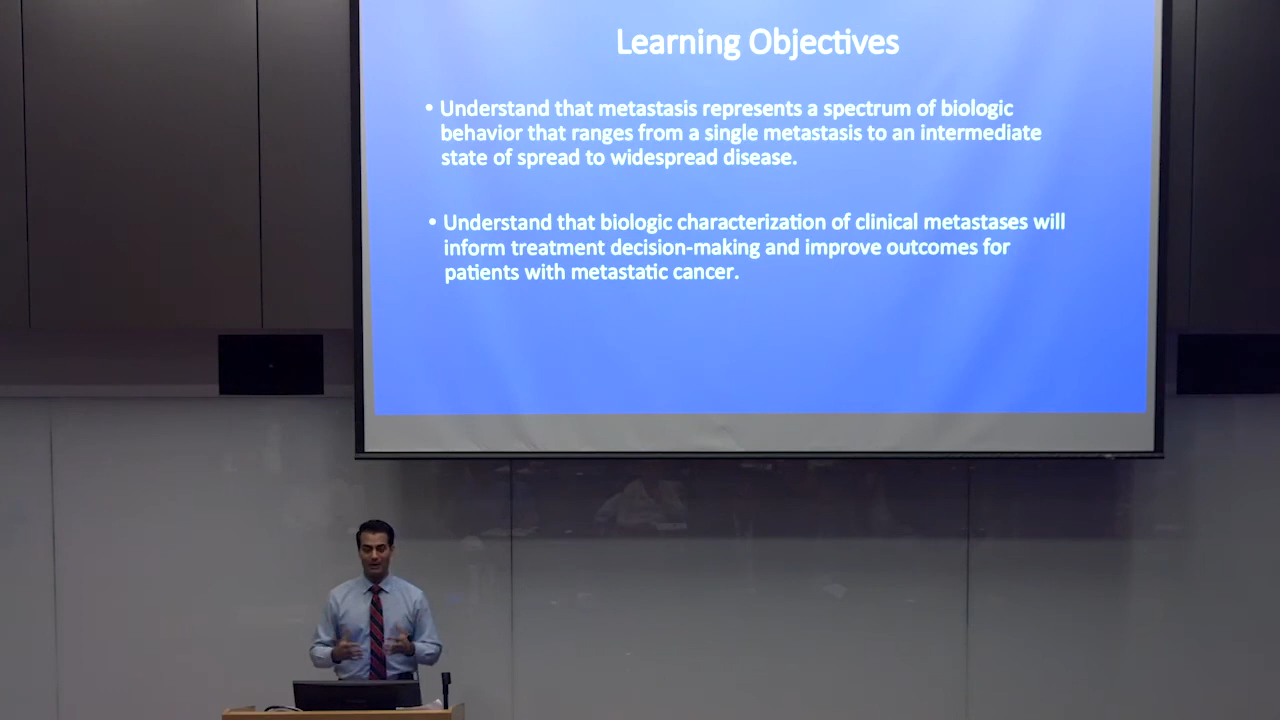 Learning Objectives
• Understand that metastasis represents a spectrum of biologic
behavior that ranges from a single metastasis to an intermediate
state of spread to widespread disease.
• Understand that biologic characterization of clinical metastases will
inform treatment decision-making and improve outcomes for
patients with metastatic cancer.